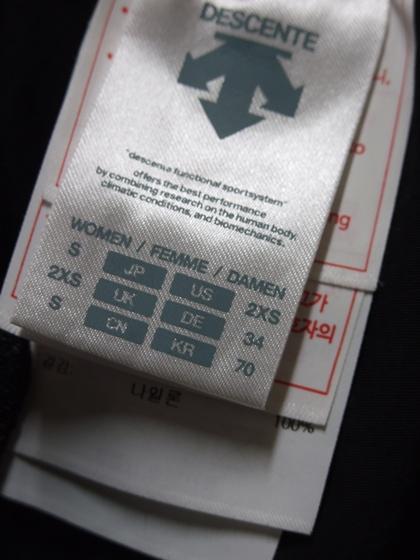 DESCENTE
"descente functional sportsystem"
offers the best performance
by combining research on the human body,
climatic conditions, and biomechanics.
WOMEN / FEMME / DAMEN
S JP US 2XS
2XS UK DE 34
S CN KR 70
나일론 100%